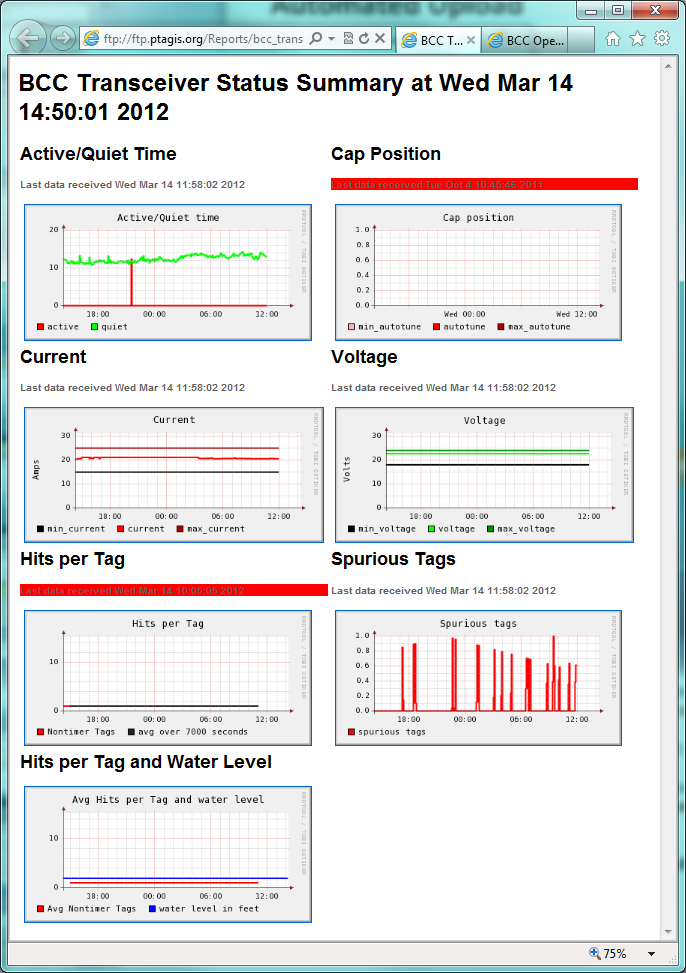 Automated Upload
ftp://ftp.ptagis.org/Reports/bcc_trans
BCC T...
BCC Ope...
BCC Transceiver Status Summary at Wed Mar 14
14:50:01 2012
Active/Quiet Time
Last data received Wed Mar 14 11:58:02 2012
Active/Quiet time
20
10
0
18:00 00:00 06:00 12:00
active quiet
RRDTOOL / TOBI OETIKER
Cap Position
Last data received Tue Oct 4 10:45:46 2011
Cap position
1.0
0.8
0.6
0.4
0.2
0.0
Wed 00:00 Wed 12:00
min_autotune autotune max_autotune
RRDTOOL / TOBI OETIKER
Current
Last data received Wed Mar 14 11:58:02 2012
Current
Amps
30
20
10
0
18:00 00:00 06:00 12:00
min_current current max_current
RRDTOOL / TOBI OETIKER
Voltage
Last data received Wed Mar 14 11:58:02 2012
Voltage
Volts
30
20
10
0
18:00 00:00 06:00 12:00
min_voltage voltage max_voltage
RRDTOOL / TOBI OETIKER
Hits per Tag
Last data received Wed Mar 14 10:05:05 2012
Hits per Tag
10
0
18:00 00:00 06:00 12:00
Nontimer Tags avg over 7000 seconds
RRDTOOL / TOBI OETIKER
Spurious Tags
Last data received Wed Mar 14 11:58:02 2012
Spurious tags
1.0
0.8
0.6
0.4
0.2
0.0
18:00 00:00 06:00 12:00
spurious tags
RRDTOOL / TOBI OETIKER
Hits per Tag and Water Level
Avg Hits per Tag and water level
10
0
18:00 00:00 06:00 12:00
Avg Nontimer Tags water level in feet
RRDTOOL / TOBI OETIKER
75%